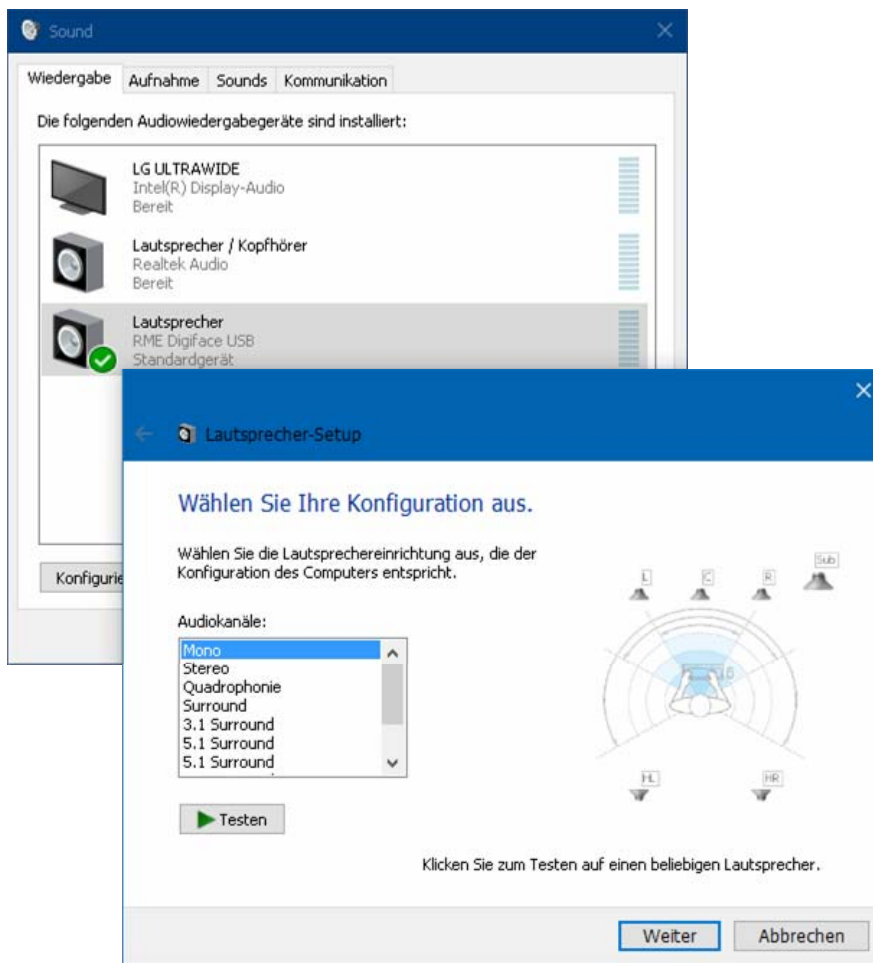 Sound
Wiedergabe Aufnahme Sounds Kommunikation
Die folgenden Audiowiedergabegeräte sind installiert:
LG ULTRAWIDE
Intel(R) Display-Audio
Bereit
Lautsprecher / Kopfhörer
Realtek Audio
Bereit
Lautsprecher
RME Digiface USB
Standardgerät
Konfigurie
Lautsprecher-Setup
Wählen Sie Ihre Konfiguration aus.
Wählen Sie die Lautsprechereinrichtung aus, die der
Konfiguration des Computers entspricht.
Audiokanäle:
Mono
Stereo
Quadrophonie
Surround
3.1 Surround
5.1 Surround
5.1 Surround
Testen
L C R Sub
HL HR
Klicken Sie zum Testen auf einen beliebigen Lautsprecher.
Weiter Abbrechen